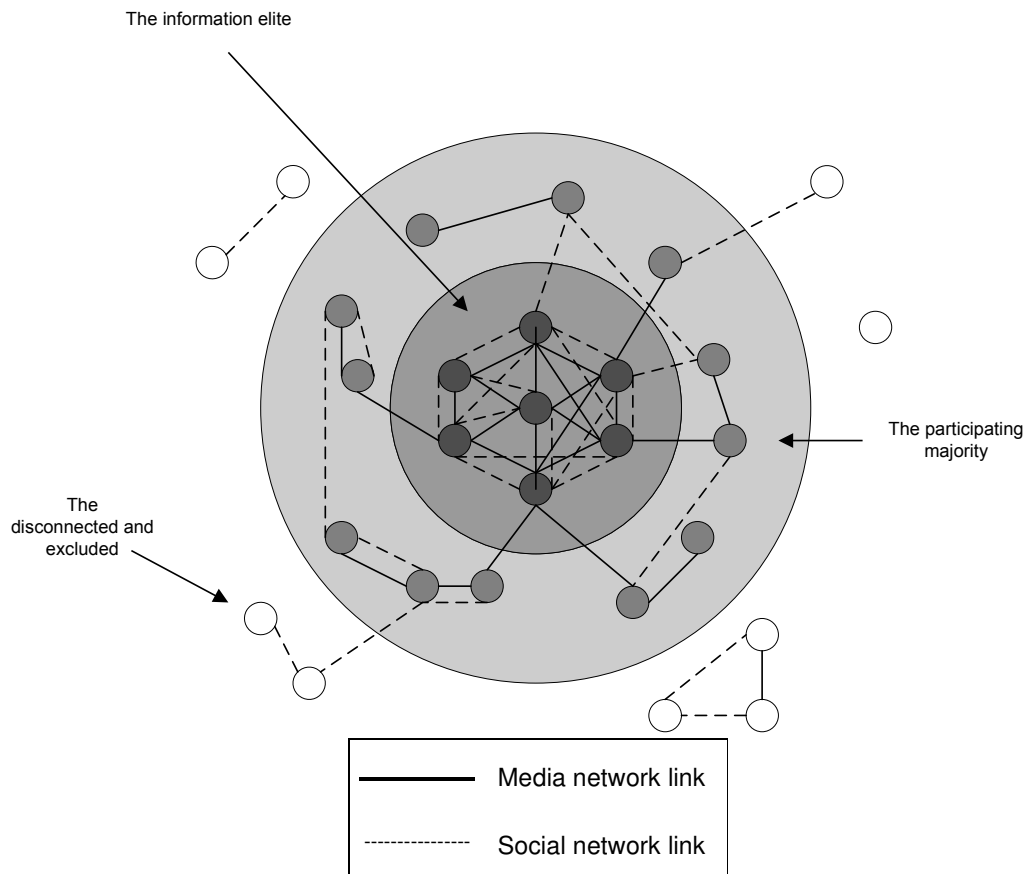 The information elite
The participating
majority
The
disconnected and
excluded
Media network link
Social network link